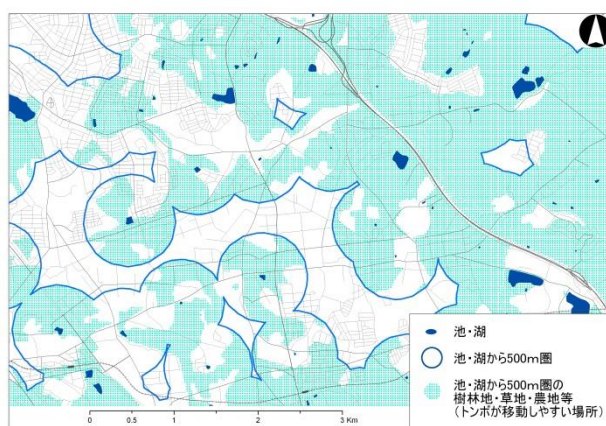 池・湖
池・湖から500m圏
池・湖から500m圏の
樹林地・草地・農地等
（トンボが移動しやすい場所）
0 0.5 1 2 3 Km